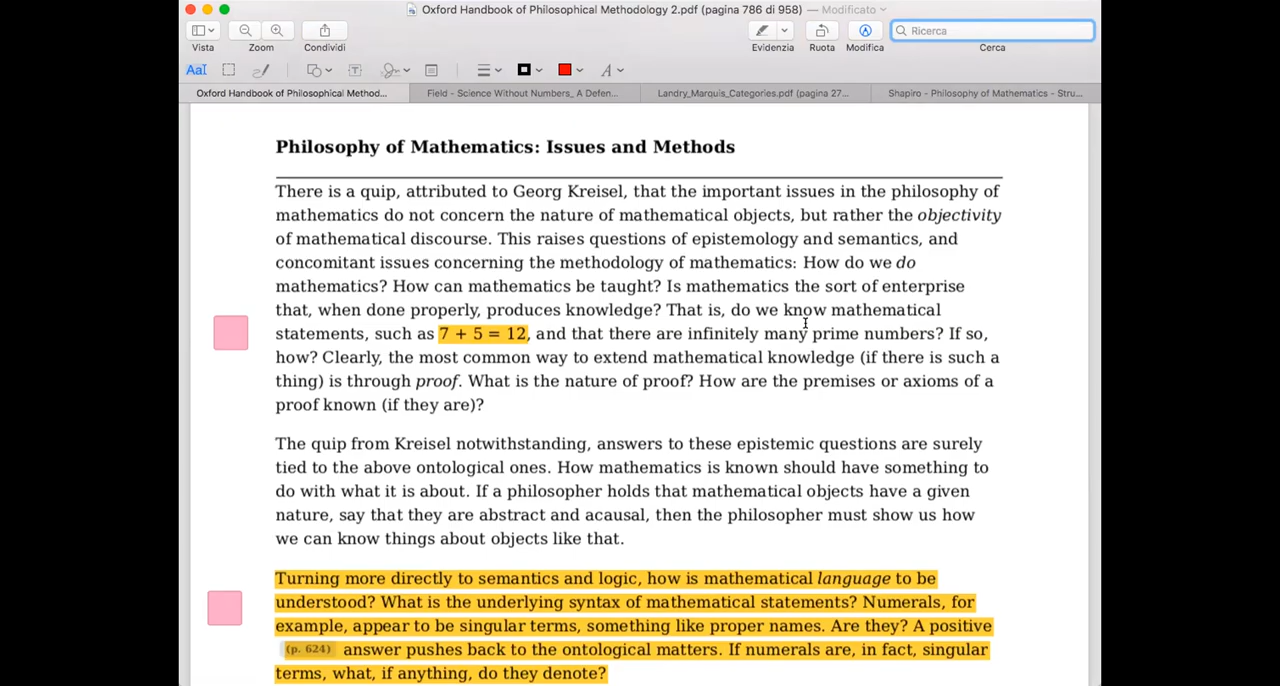 Oxford Handbook of Philosophical Methodology 2.pdf (pagina 786 di 958) — Modificato
Vista
Zoom
Condividi
Evidenzia
Ruota
Modifica
Ricerca
Cerca
AaI
T
A
Oxford Handbook of Philosophical Method...
Field - Science Without Numbers_ A Defen...
Landry_Marquis_Categories.pdf (pagina 27...
Shapiro - Philosophy of Mathematics - Stru...
Philosophy of Mathematics: Issues and Methods
There is a quip, attributed to Georg Kreisel, that the important issues in the philosophy of
mathematics do not concern the nature of mathematical objects, but rather the objectivity
of mathematical discourse. This raises questions of epistemology and semantics, and
concomitant issues concerning the methodology of mathematics: How do we do
mathematics? How can mathematics be taught? Is mathematics the sort of enterprise
that, when done properly, produces knowledge? That is, do we know mathematical
statements, such as 7 + 5 = 12, and that there are infinitely many prime numbers? If so,
how? Clearly, the most common way to extend mathematical knowledge (if there is such a
thing) is through proof. What is the nature of proof? How are the premises or axioms of a
proof known (if they are)?
The quip from Kreisel notwithstanding, answers to these epistemic questions are surely
tied to the above ontological ones. How mathematics is known should have something to
do with what it is about. If a philosopher holds that mathematical objects have a given
nature, say that they are abstract and acausal, then the philosopher must show us how
we can know things about objects like that.
Turning more directly to semantics and logic, how is mathematical language to be
understood? What is the underlying syntax of mathematical statements? Numerals, for
example, appear to be singular terms, something like proper names. Are they? A positive
(p. 624) answer pushes back to the ontological matters. If numerals are, in fact, singular
terms, what, if anything, do they denote?